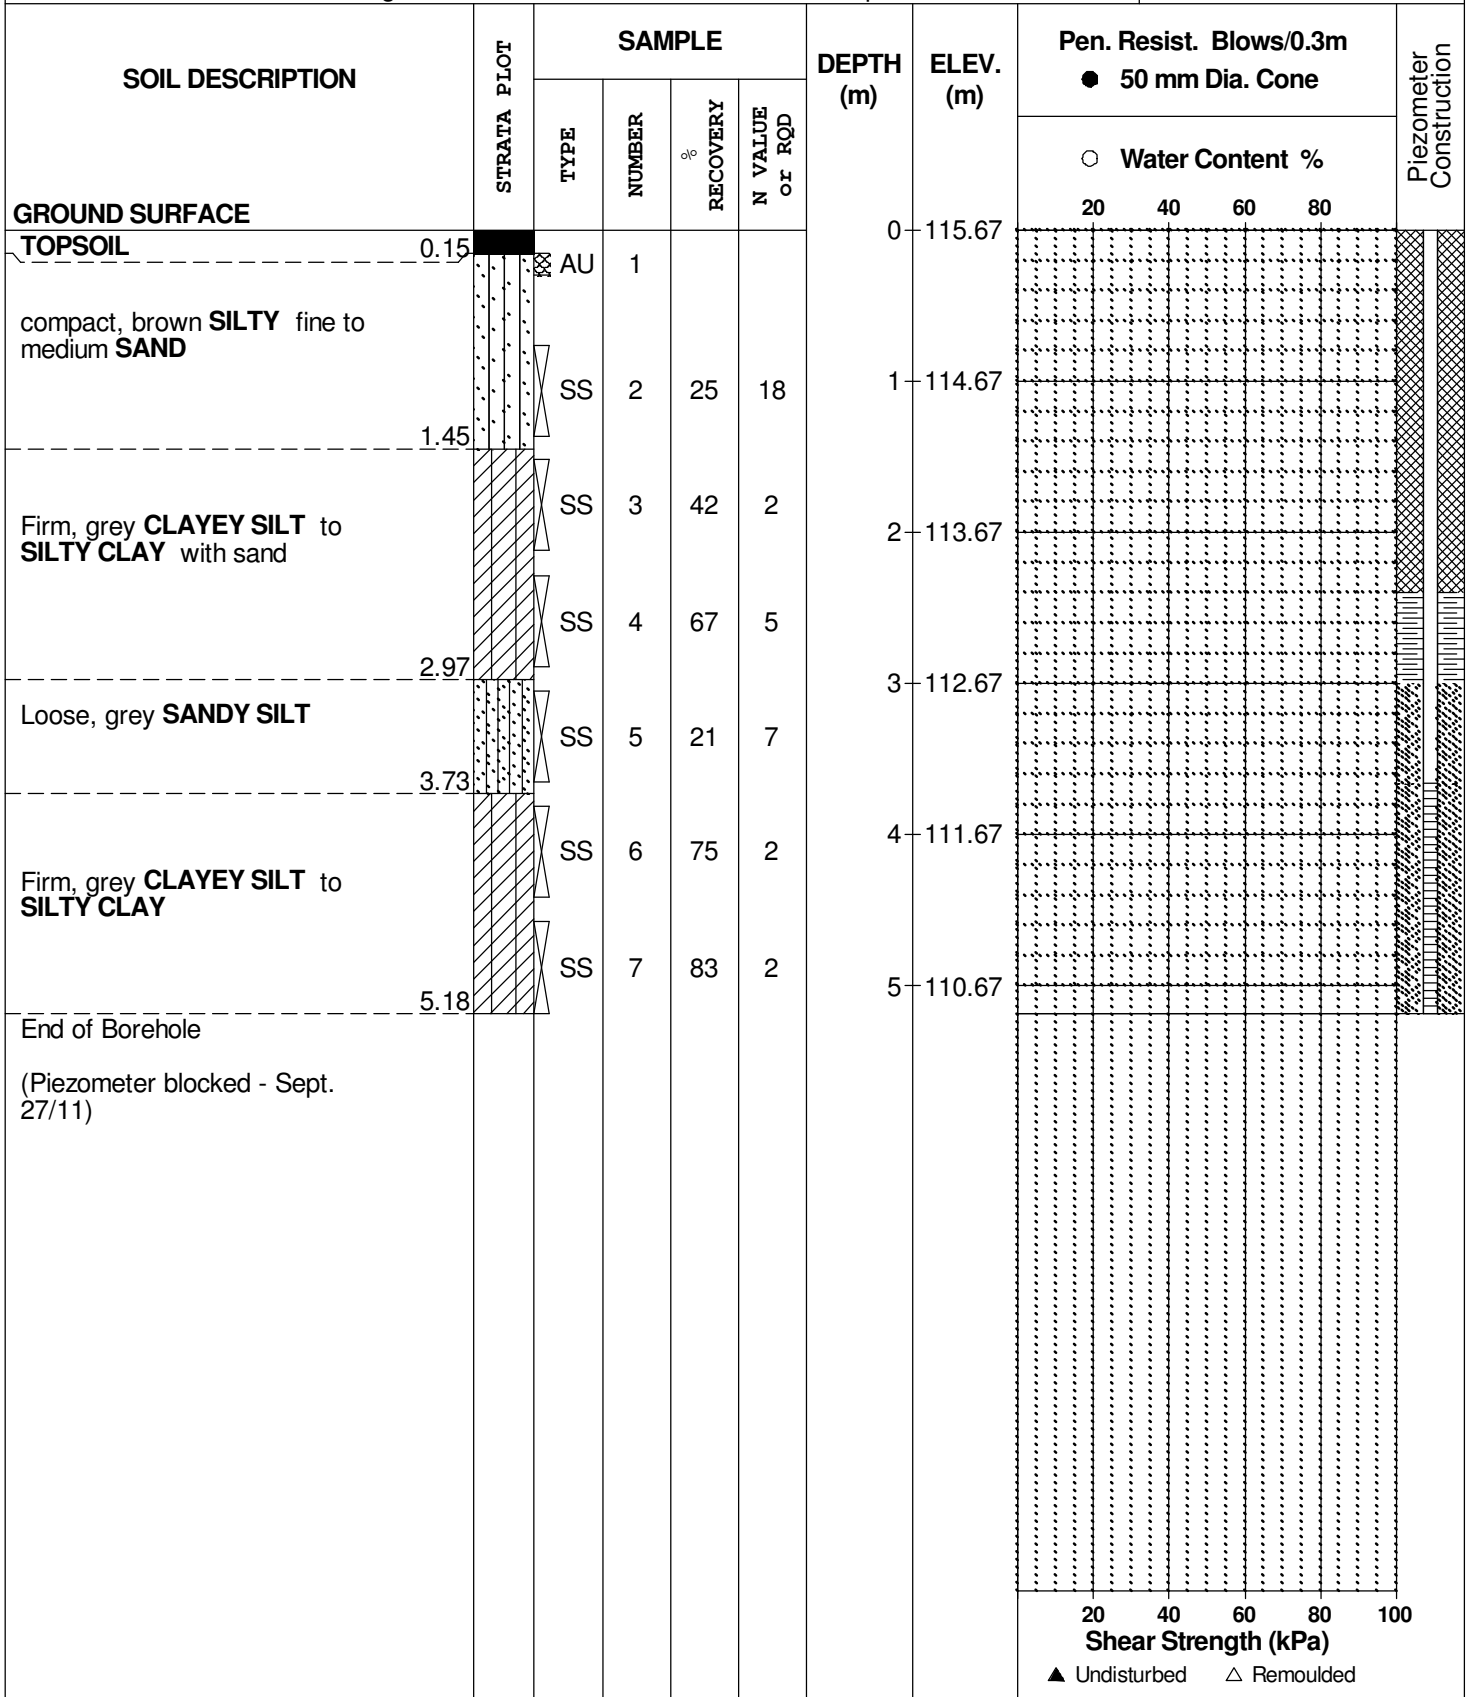 SOIL DESCRIPTION
STRATA PLOT
SAMPLE
TYPE
NUMBER
%
RECOVERY
N VALUE
or RQD
DEPTH
(m)
ELEV.
(m)
Pen. Resist. Blows/0.3m
● 50 mm Dia. Cone
○ Water Content %
20 40 60 80
Piezometer
Construction
GROUND SURFACE
0 115.67
TOPSOIL 0.15
AU 1
compact, brown SILTY fine to
medium SAND
SS 2 25 18
1 114.67
1.45
SS 3 42 2
Firm, grey CLAYEY SILT to
SILTY CLAY with sand
2 113.67
SS 4 67 5
2.97
3 112.67
Loose, grey SANDY SILT
SS 5 21 7
3.73
4 111.67
SS 6 75 2
Firm, grey CLAYEY SILT to
SILTY CLAY
SS 7 83 2
5 110.67
5.18
End of Borehole
(Piezometer blocked - Sept.
27/11)
20 40 60 80 100
Shear Strength (kPa)
▲ Undisturbed △ Remoulded